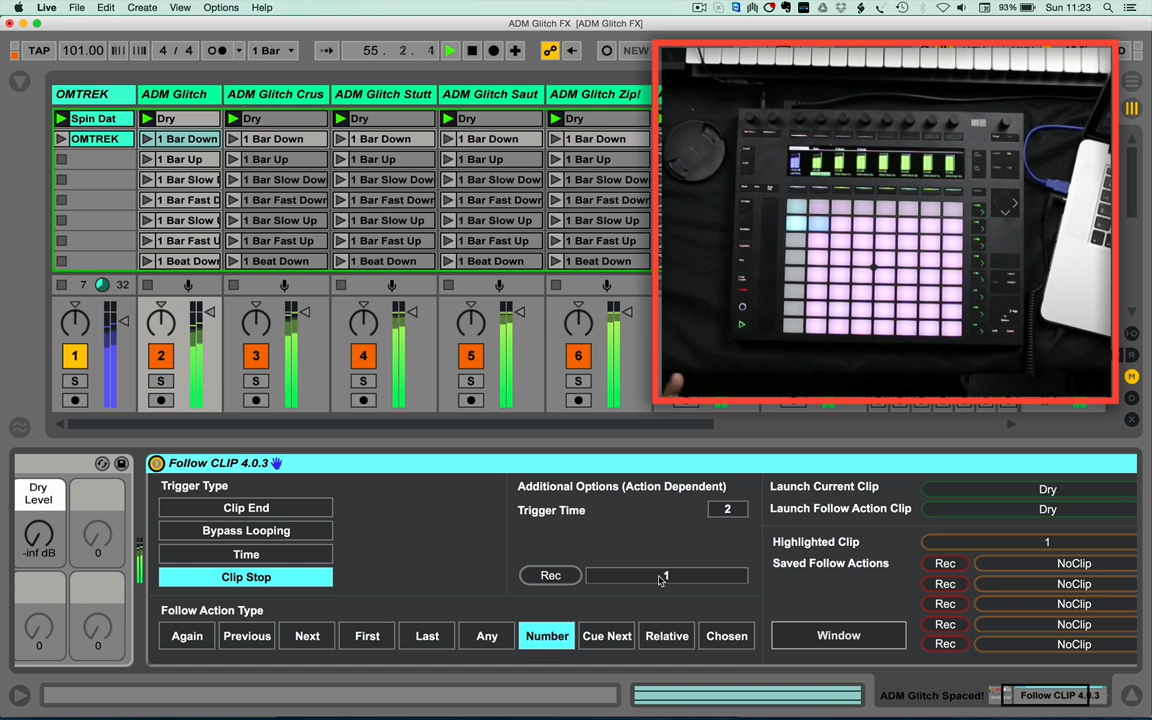 Live File Edit Create View Options Help 93% Sun 11:23
ADM Glitch FX [ADM Glitch FX]
TAP 101.00 4 / 4 1 Bar 55. 2. 4 NEW
OMTREK ADM Glitch ADM Glitch Crus ADM Glitch Stutt ADM Glitch Saut ADM Glitch Zip!
Spin Dat Dry Dry Dry Dry Dry
OMTREK 1 Bar Down 1 Bar Down 1 Bar Down 1 Bar Down 1 Bar Down
1 Bar Up 1 Bar Up 1 Bar Up 1 Bar Up 1 Bar Up
1 Bar Slow D 1 Bar Slow Down 1 Bar Slow Down 1 Bar Slow Down 1 Bar Slow Down
1 Bar Fast D 1 Bar Fast Down 1 Bar Fast Down 1 Bar Fast Down 1 Bar Fast Down
1 Bar Slow U 1 Bar Slow Up 1 Bar Slow Up 1 Bar Slow Up 1 Bar Slow Up
1 Bar Fast U 1 Bar Fast Up 1 Bar Fast Up 1 Bar Fast Up 1 Bar Fast Up
1 Beat Down 1 Beat Down 1 Beat Down 1 Beat Down 1 Beat Down
7 32
1 2 3 4 5 6
S S S S S S
I·O
R
M
D
X
Follow CLIP 4.0.3
Dry Level
-inf dB 0
0 0
Trigger Type
Clip End
Bypass Looping
Time
Clip Stop
Additional Options (Action Dependent)
Trigger Time 2
Rec 1
Follow Action Type
Again Previous Next First Last Any Number Cue Next Relative Chosen
Launch Current Clip Dry
Launch Follow Action Clip Dry
Highlighted Clip 1
Saved Follow Actions Rec NoClip
Rec NoClip
Rec NoClip
Rec NoClip
Rec NoClip
Window
ADM Glitch Spaced! Follow CLIP 4.0.3